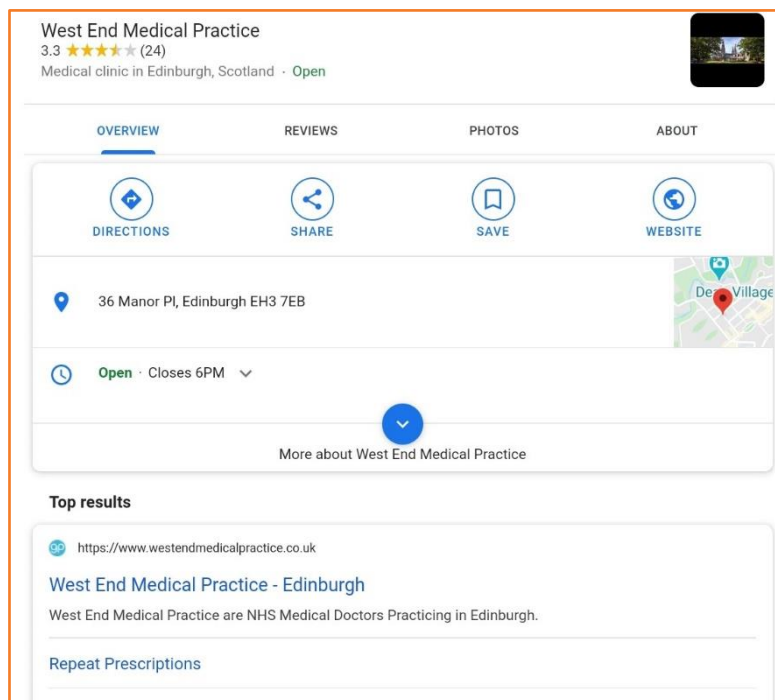 West End Medical Practice
3.3 ★★★★★ (24)
Medical clinic in Edinburgh, Scotland · Open
OVERVIEW REVIEWS PHOTOS ABOUT
DIRECTIONS SHARE SAVE WEBSITE
36 Manor Pl, Edinburgh EH3 7EB
Village
Open · Closes 6PM
More about West End Medical Practice
Top results
gp https://www.westendmedicalpractice.co.uk
West End Medical Practice - Edinburgh
West End Medical Practice are NHS Medical Doctors Practicing in Edinburgh.
Repeat Prescriptions